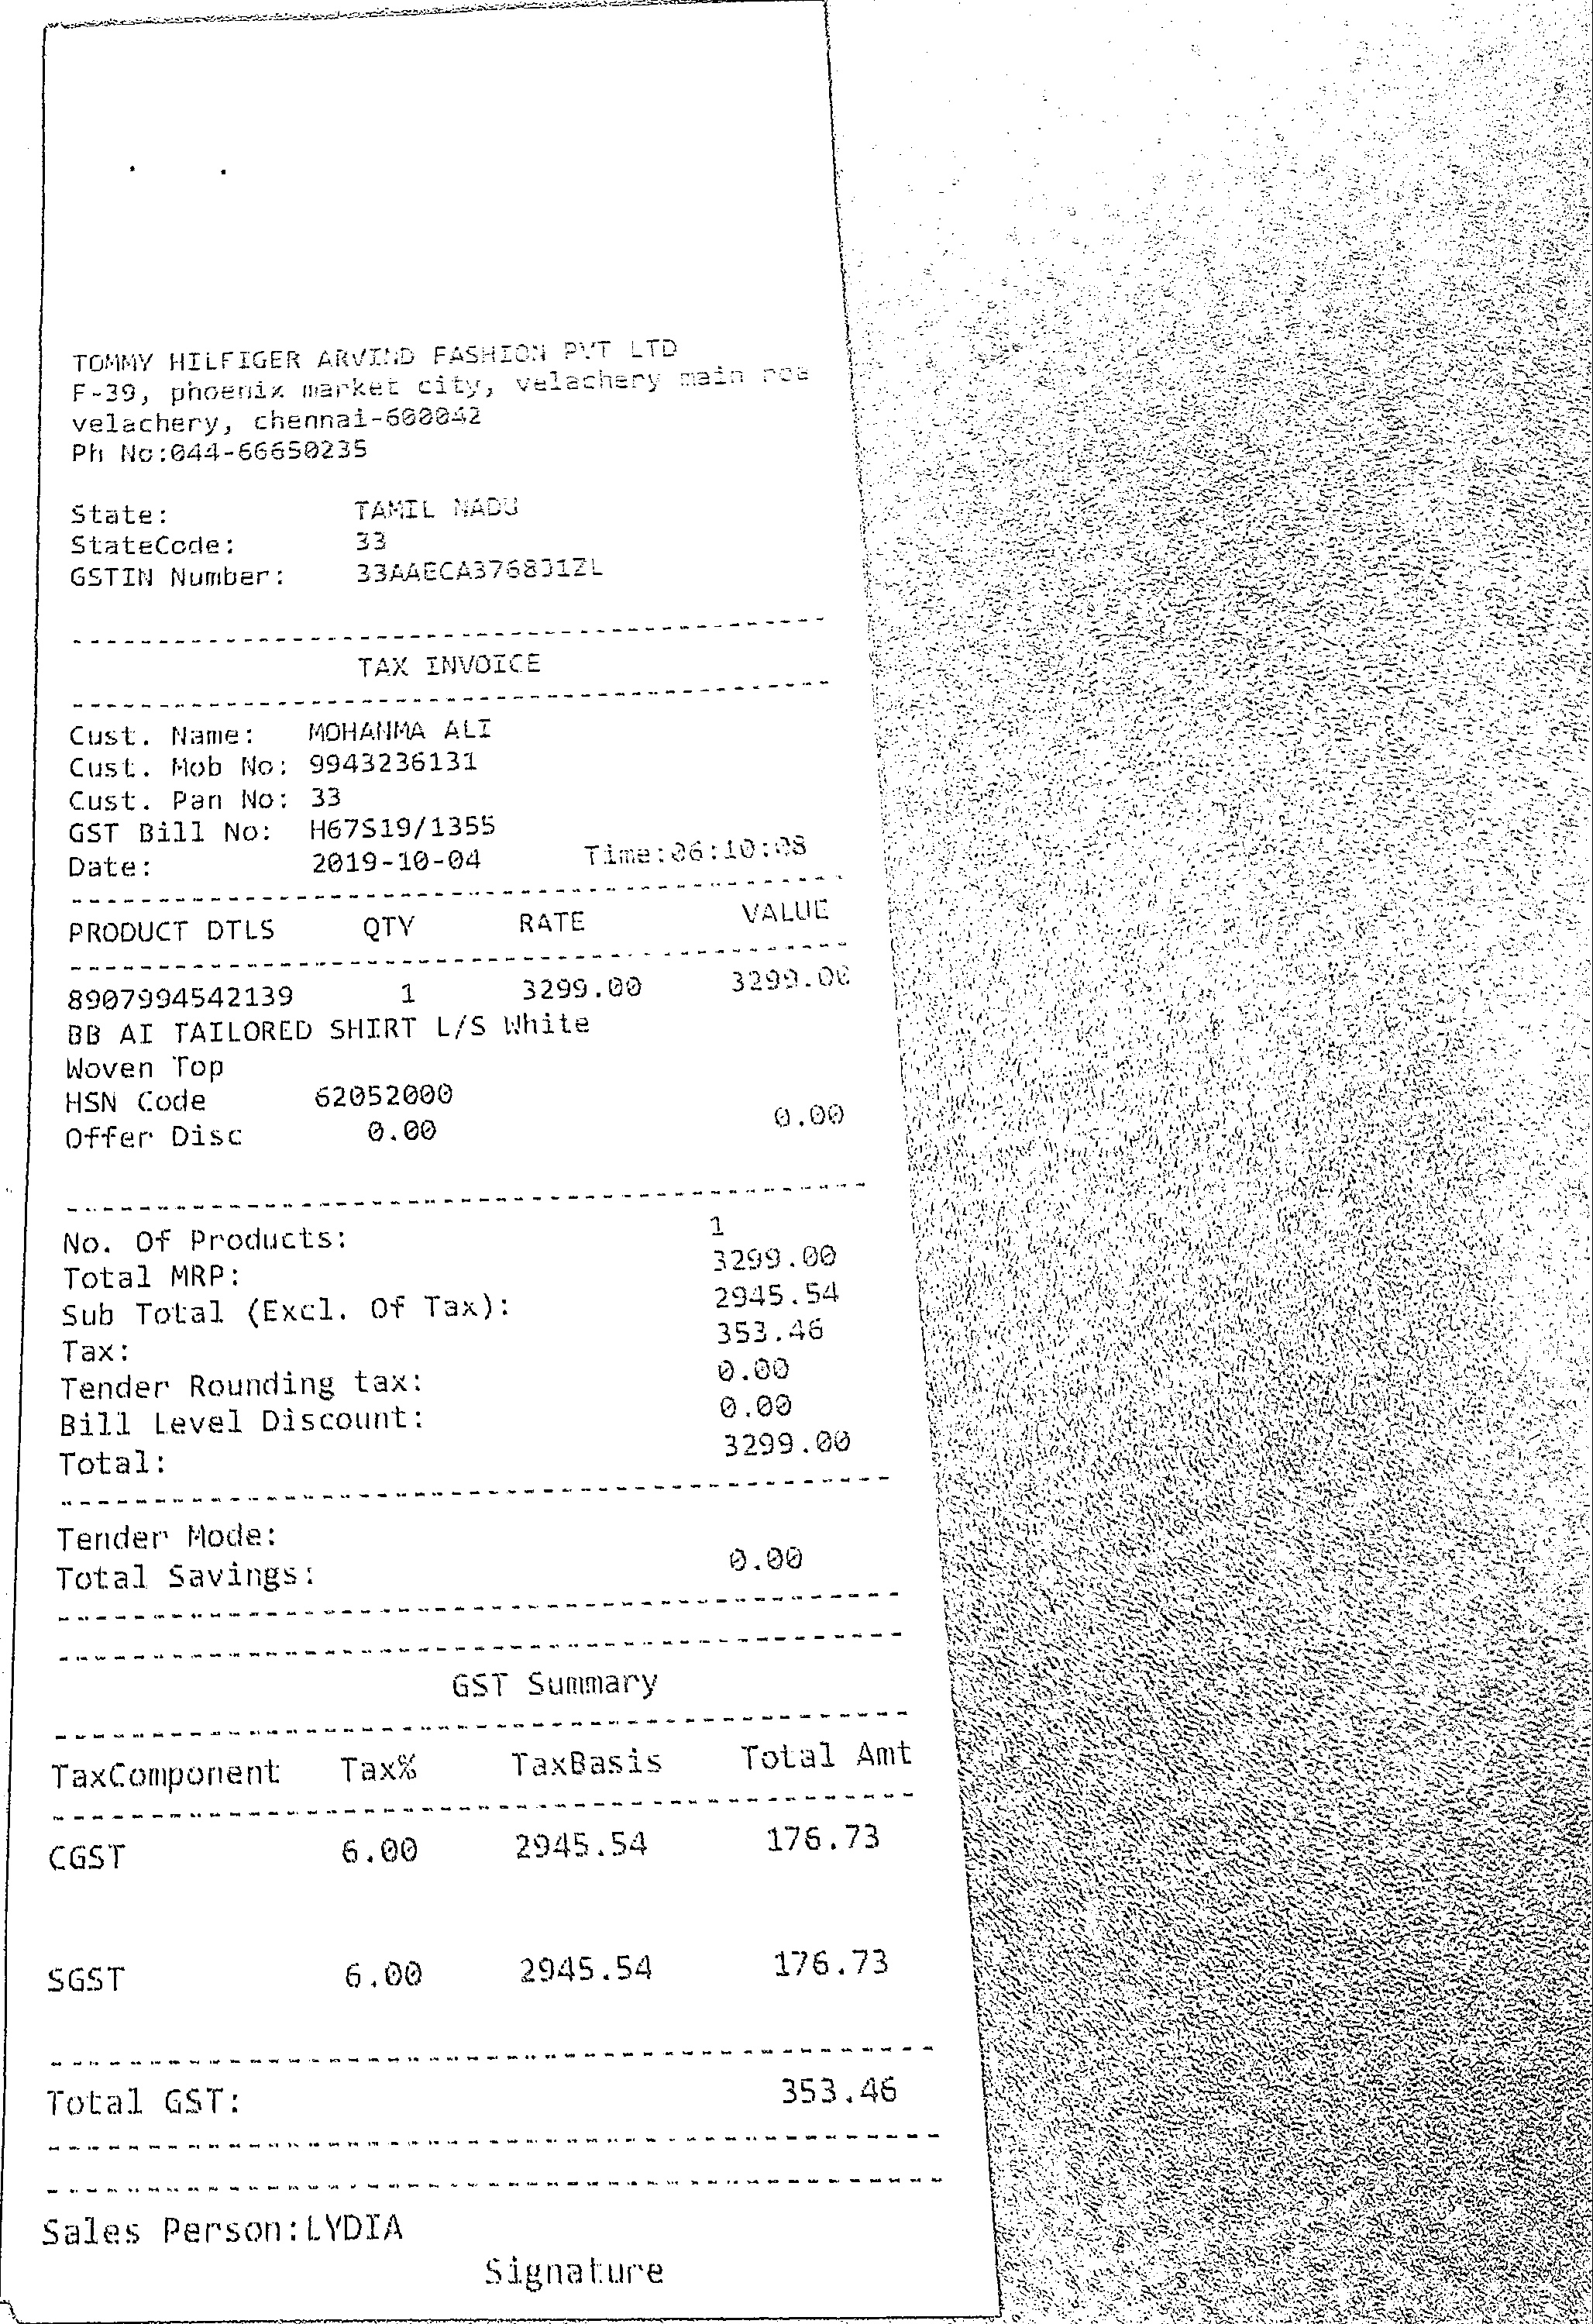 TOMMY HILFIGER ARVIND FASHION PVT LTD
F-39, phoenix market city, velachery main roa
velachery, chennai-600042
Ph No:044-66650235
State: TAMIL NADU
StateCode: 33
GSTIN Number: 33AAECA3768J1ZL
TAX INVOICE
Cust. Name: MOHANMA ALI
Cust. Mob No: 9943236131
Cust. Pan No: 33
GST Bill No: H67S19/1355
Date: 2019-10-04 Time:06:10:08
PRODUCT DTLS QTY RATE VALUE
8907994542139 1 3299.00 3299.00
BB AI TAILORED SHIRT L/S White
Woven Top
HSN Code 62052000
Offer Disc 0.00 0.00
No. Of Products: 1
Total MRP: 3299.00
Sub Total (Excl. Of Tax): 2945.54
Tax: 353.46
Tender Rounding tax: 0.00
Bill Level Discount: 0.00
Total: 3299.00
Tender Mode:
Total Savings: 0.00
GST Summary
TaxComponent Tax% TaxBasis Total Amt
CGST 6.00 2945.54 176.73
SGST 6.00 2945.54 176.73
Total GST: 353.46
Sales Person:LYDIA
Signature